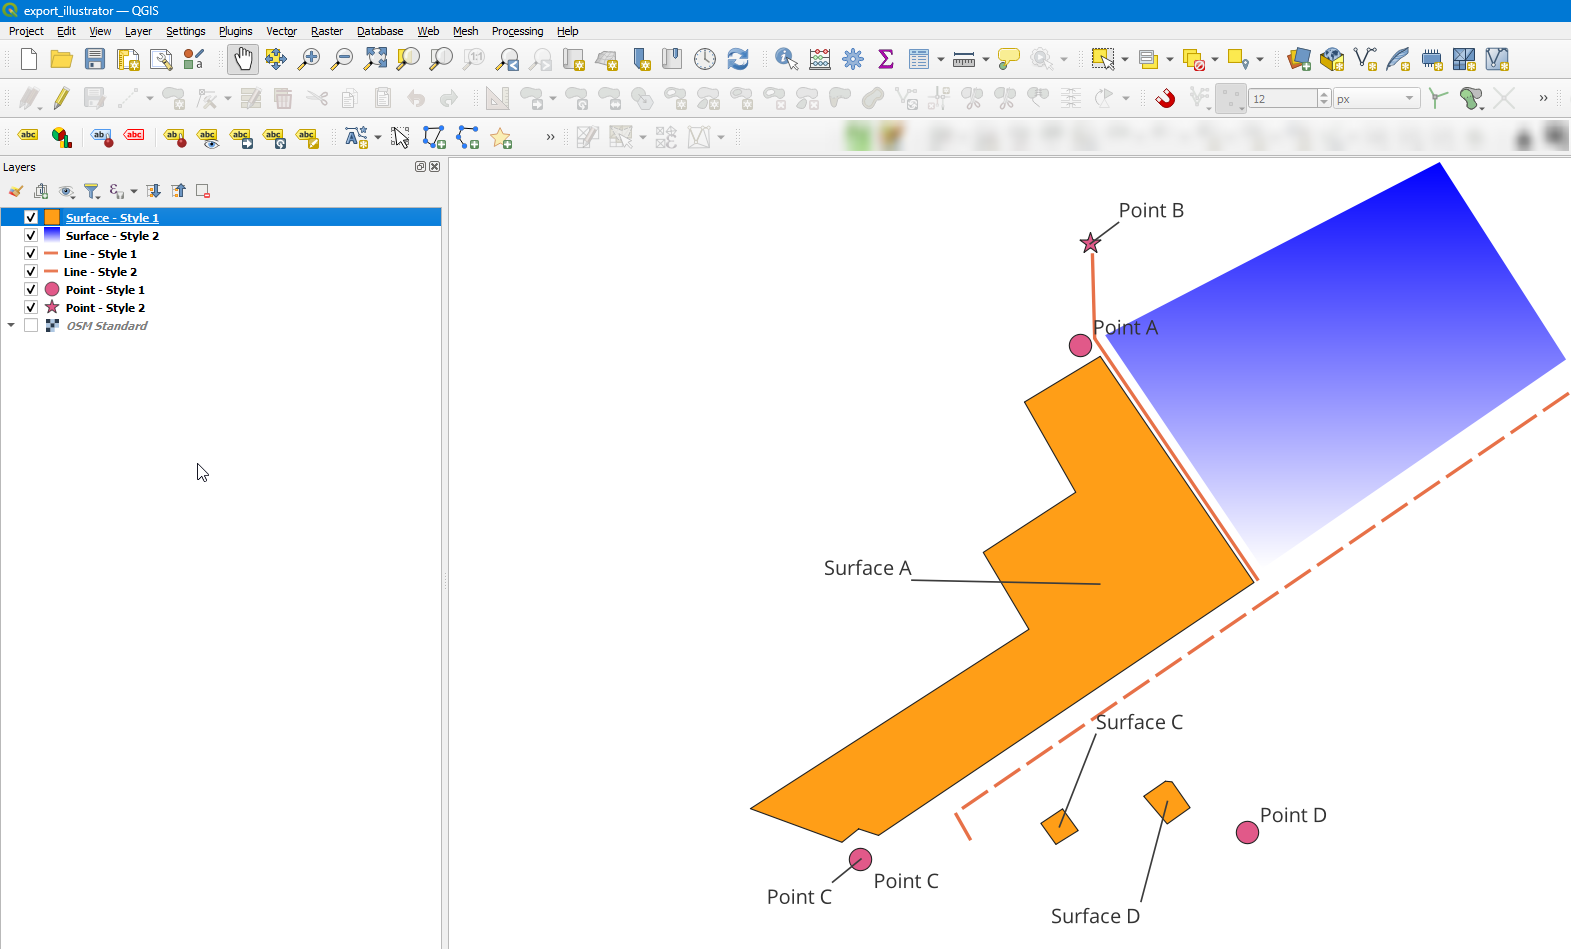 export_illustrator — QGIS
Project Edit View Layer Settings Plugins Vector Raster Database Web Mesh Processing Help
12 px
Layers
Surface - Style 1
Surface - Style 2
Line - Style 1
Line - Style 2
Point - Style 1
Point - Style 2
OSM Standard
Point B
Point A
Surface A
Surface C
Point D
Point C
Point C
Surface D